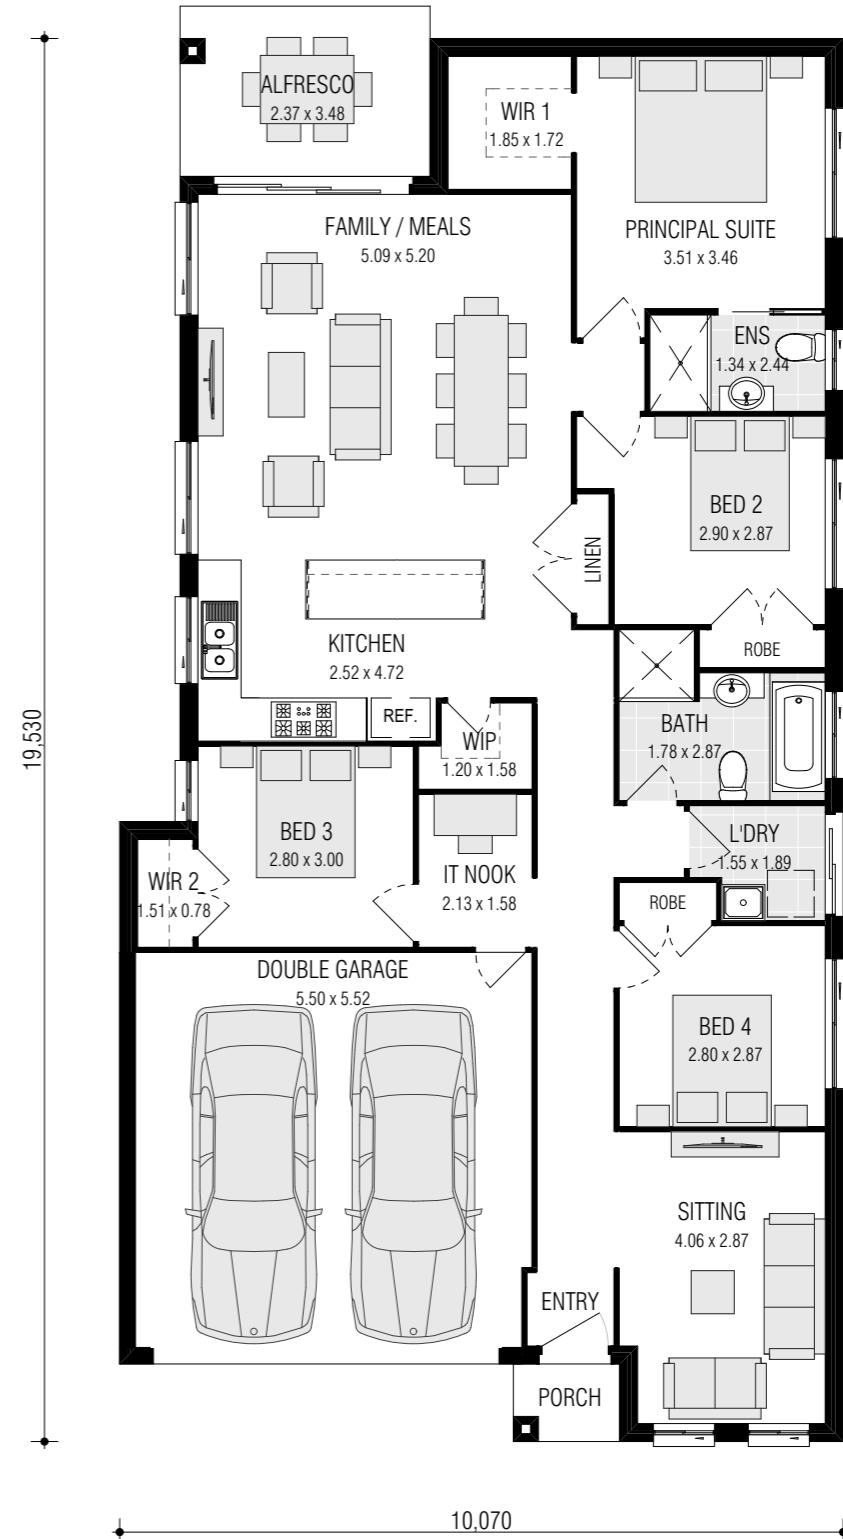 ALFRESCO
2.37 x 3.48
WIR 1
1.85 x 1.72
PRINCIPAL SUITE
3.51 x 3.46
FAMILY / MEALS
5.09 x 5.20
ENS
1.34 x 2.44
BED 2
2.90 x 2.87
LINEN
ROBE
KITCHEN
2.52 x 4.72
REF.
WIP
1.20 x 1.58
BATH
1.78 x 2.87
19,530
BED 3
2.80 x 3.00
WIR 2
1.51 x 0.78
IT NOOK
2.13 x 1.58
L'DRY
1.55 x 1.89
ROBE
DOUBLE GARAGE
5.50 x 5.52
BED 4
2.80 x 2.87
SITTING
4.06 x 2.87
ENTRY
PORCH
10,070